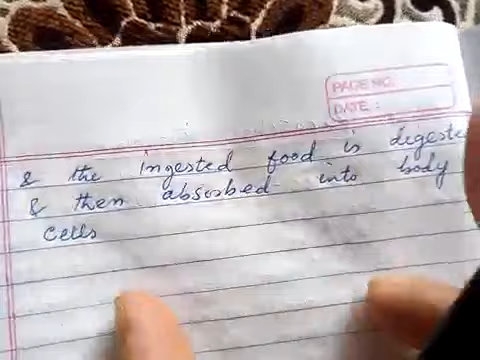 PAGE NO:
DATE :
& the ingested food is digeste
& then absorbed into body
cells